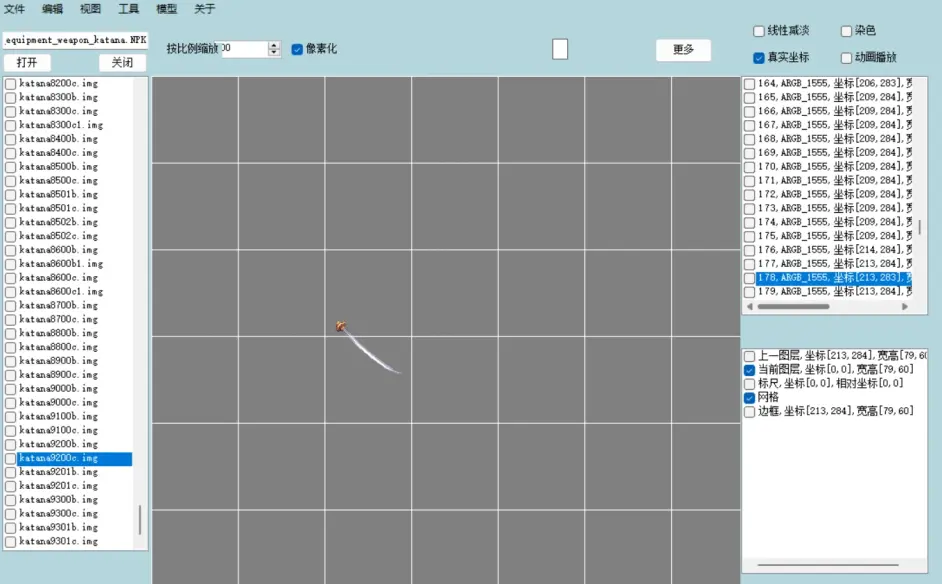 文件 编辑 视图 工具 模型 关于
equipment_weapon_katana.NPK
打开 关闭
按比例缩放 00 像素化
更多
线性减淡 染色
真实坐标 动画播放
katana8200c.img
katana8300b.img
katana8300c.img
katana8300c1.img
katana8400b.img
katana8400c.img
katana8500b.img
katana8500c.img
katana8501b.img
katana8501c.img
katana8502b.img
katana8502c.img
katana8600b.img
katana8600b1.img
katana8600c.img
katana8600c1.img
katana8700b.img
katana8700c.img
katana8800b.img
katana8800c.img
katana8900b.img
katana8900c.img
katana9000b.img
katana9000c.img
katana9100b.img
katana9100c.img
katana9200b.img
katana9200c.img
katana9201b.img
katana9201c.img
katana9300b.img
katana9300c.img
katana9301b.img
katana9301c.img
164,ARGB_1555,坐标[206,283],宽
165,ARGB_1555,坐标[209,284],宽
166,ARGB_1555,坐标[209,284],宽
167,ARGB_1555,坐标[209,284],宽
168,ARGB_1555,坐标[209,284],宽
169,ARGB_1555,坐标[209,284],宽
170,ARGB_1555,坐标[209,284],宽
171,ARGB_1555,坐标[209,284],宽
172,ARGB_1555,坐标[209,284],宽
173,ARGB_1555,坐标[209,284],宽
174,ARGB_1555,坐标[209,284],宽
175,ARGB_1555,坐标[209,284],宽
176,ARGB_1555,坐标[214,284],宽
177,ARGB_1555,坐标[213,284],宽
178,ARGB_1555,坐标[213,283],宽
179,ARGB_1555,坐标[213,284],宽
上一图层,坐标[213,284],宽高[79,60
当前图层,坐标[0,0],宽高[79,60]
标尺,坐标[0,0],相对坐标[0,0]
网格
边框,坐标[213,284],宽高[79,60]